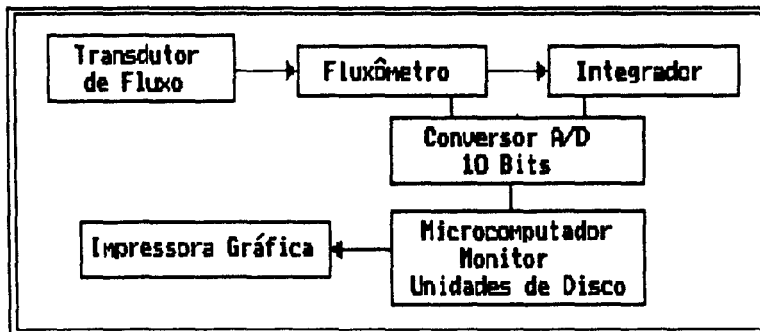 Transdutor
de Fluxo
Fluxômetro
Integrador
Conversor A/D
10 Bits
Impressora Gráfica
Microcomputador
Monitor
Unidades de Disco